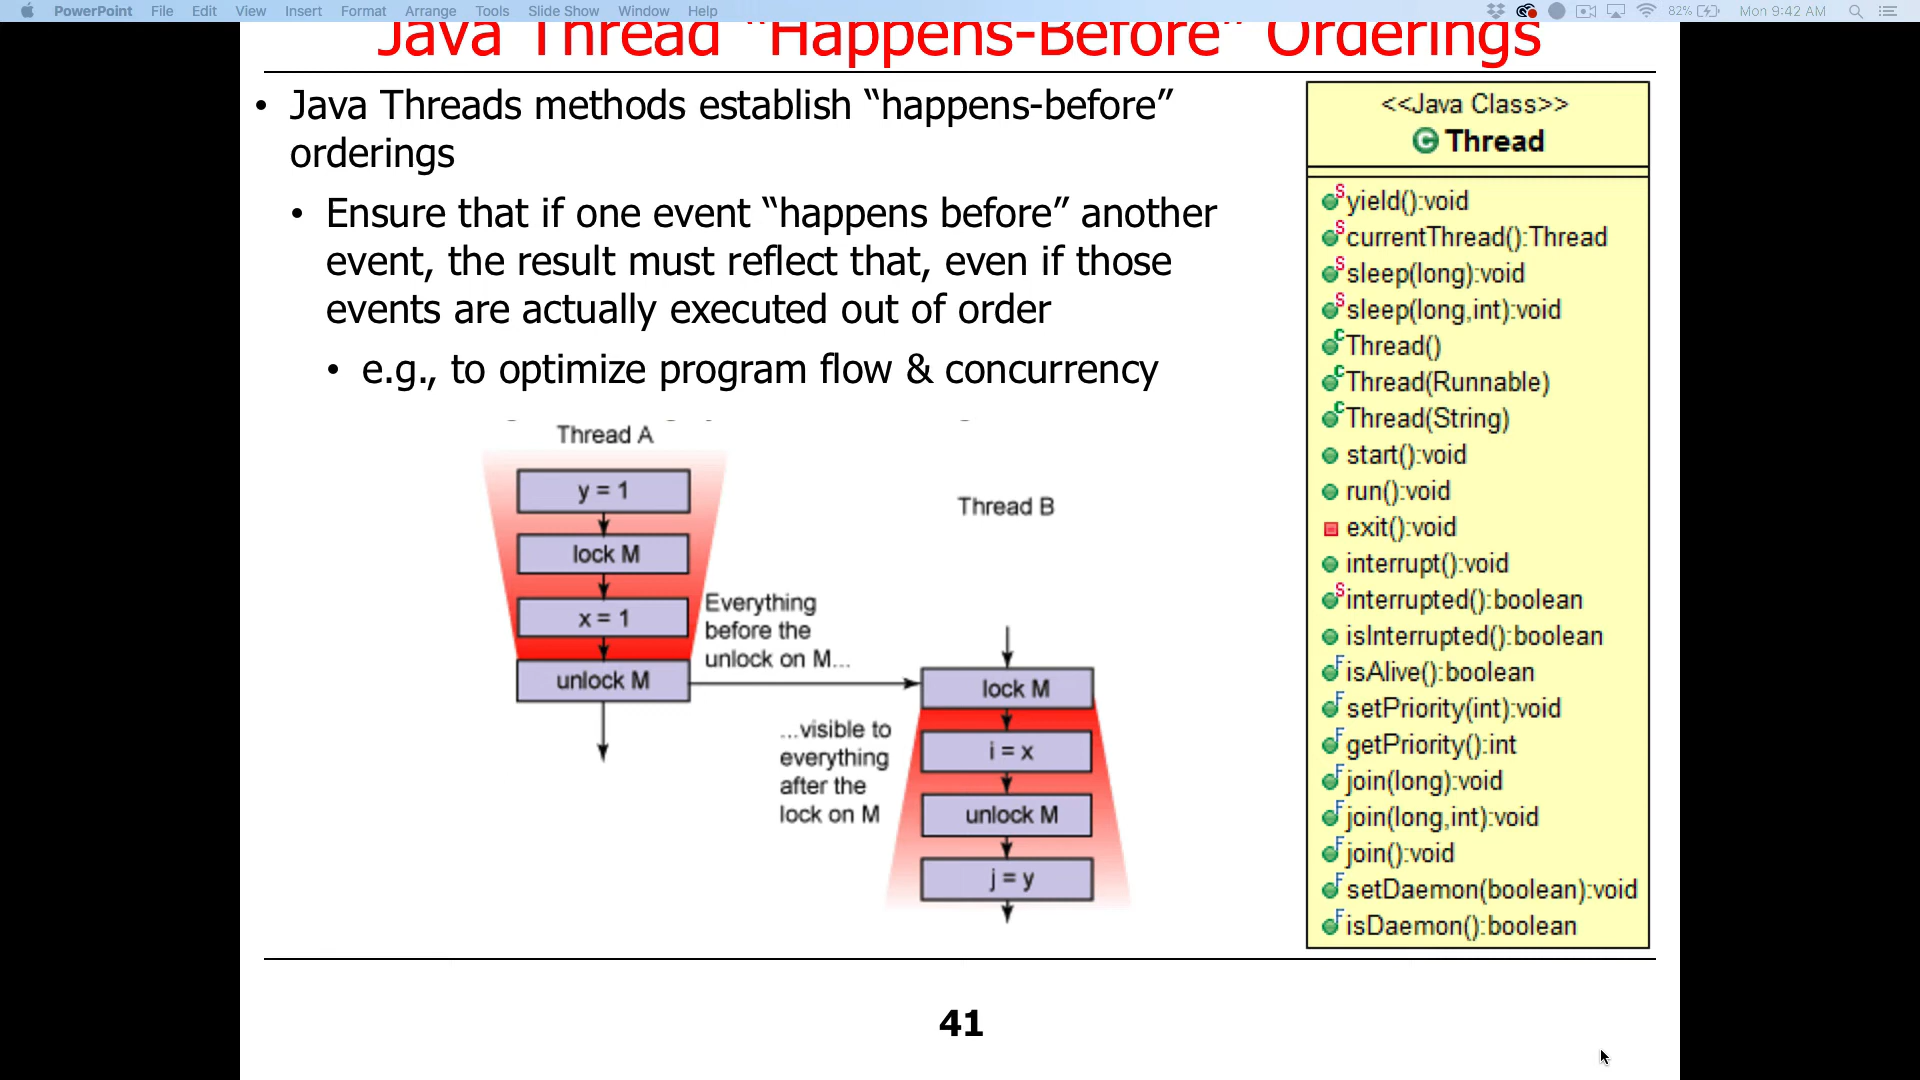 PowerPoint File Edit View Insert Format Arrange Tools Slide Show Window Help 82% Mon 9:42 AM
Java Thread “Happens-Before” Orderings
• Java Threads methods establish “happens-before”
orderings
• Ensure that if one event “happens before” another
event, the result must reflect that, even if those
events are actually executed out of order
• e.g., to optimize program flow & concurrency
Thread A
y = 1
lock M
x = 1
unlock M
Everything
before the
unlock on M...
Thread B
lock M
i = x
unlock M
j = y
...visible to
everything
after the
lock on M
<<Java Class>>
C Thread
S yield():void
S currentThread():Thread
S sleep(long):void
S sleep(long,int):void
C Thread()
C Thread(Runnable)
C Thread(String)
start():void
run():void
exit():void
interrupt():void
S interrupted():boolean
isInterrupted():boolean
F isAlive():boolean
F setPriority(int):void
F getPriority():int
F join(long):void
F join(long,int):void
F join():void
F setDaemon(boolean):void
F isDaemon():boolean
41